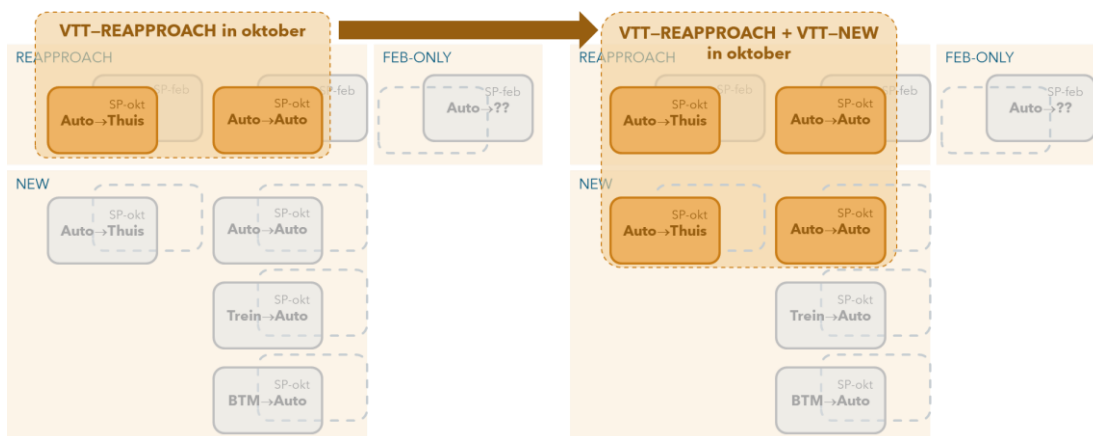 VTT–REAPPROACH in oktober
REAPPROACH
FEB-ONLY
SP-feb
SP-okt
Auto→Thuis
SP-feb
SP-okt
Auto→Auto
SP-feb
Auto→??
NEW
SP-okt
Auto→Thuis
SP-okt
Auto→Auto
SP-okt
Trein→Auto
SP-okt
BTM→Auto
VTT–REAPPROACH + VTT–NEW
in oktober
REAPPROACH
FEB-ONLY
SP-feb
SP-okt
Auto→Thuis
SP-feb
SP-okt
Auto→Auto
SP-feb
Auto→??
NEW
SP-okt
Auto→Thuis
SP-okt
Auto→Auto
SP-okt
Trein→Auto
SP-okt
BTM→Auto